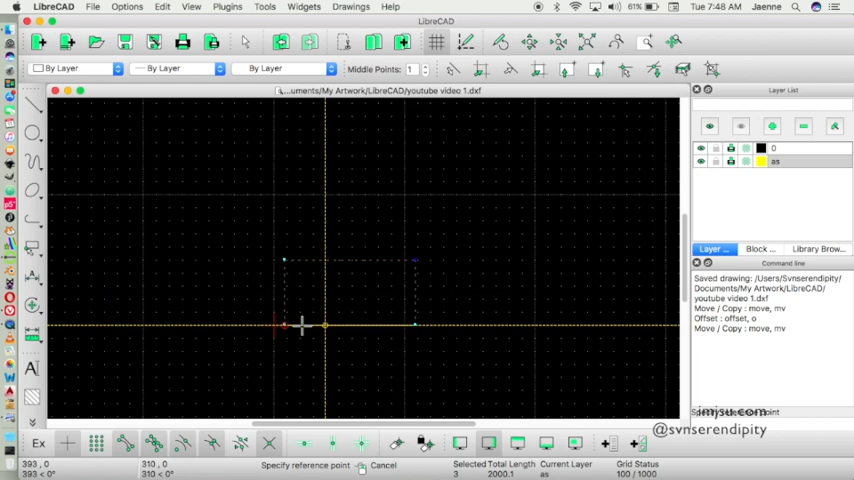 LibreCAD File Options Edit View Plugins Tools Widgets Drawings Help 61% Tue 7:48 AM Jaenne
LibreCAD
By Layer By Layer By Layer Middle Points: 1
...uments/My Artwork/LibreCAD/youtube video 1.dxf
Layer List
0
as
Layer ... Block ... Library Brow...
Command line
Saved drawing: /Users/Svnserendipity/
Documents/My Artwork/LibreCAD/
youtube video 1.dxf
Move / Copy : move, mv
Offset : offset, o
Move / Copy : move, mv
@svnserendipity
Ex
393 , 0
393 < 0°
310 , 0
310 < 0°
Specify reference point
Cancel
Selected Total Length
3 2000.1
Current Layer
as
Grid Status
100 / 1000